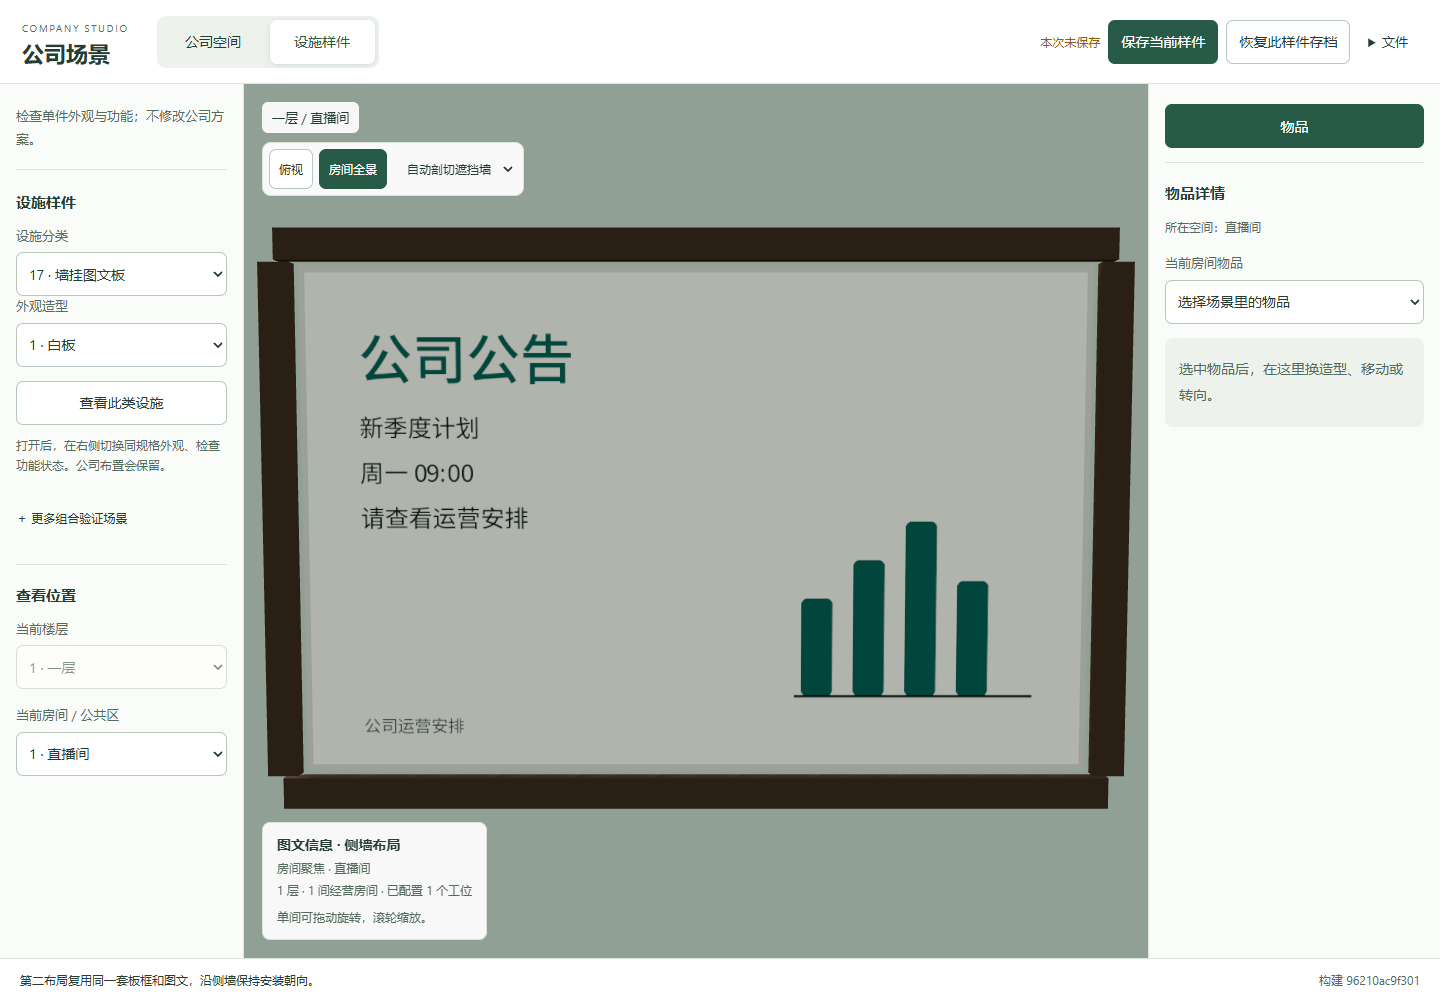 COMPANY STUDIO
公司场景
公司空间
设施样件
本次未保存
保存当前样件
恢复此样件存档
▶ 文件
检查单件外观与功能；不修改公司方案。
设施样件
设施分类
17 · 墙挂图文板
外观造型
1 · 白板
查看此类设施
打开后，在右侧切换同规格外观、检查功能状态。公司布置会保留。
+ 更多组合验证场景
查看位置
当前楼层
1 · 一层
当前房间 / 公共区
1 · 直播间
一层 / 直播间
俯视
房间全景
自动剖切遮挡墙
公司公告
新季度计划
周一 09:00
请查看运营安排
公司运营安排
图文信息 · 侧墙布局
房间聚焦 · 直播间
1 层 · 1 间经营房间 · 已配置 1 个工位
单间可拖动旋转，滚轮缩放。
物品
物品详情
所在空间：直播间
当前房间物品
选择场景里的物品
选中物品后，在这里换造型、移动或转向。
第二布局复用同一套板框和图文，沿侧墙保持安装朝向。
构建 96210ac9f301